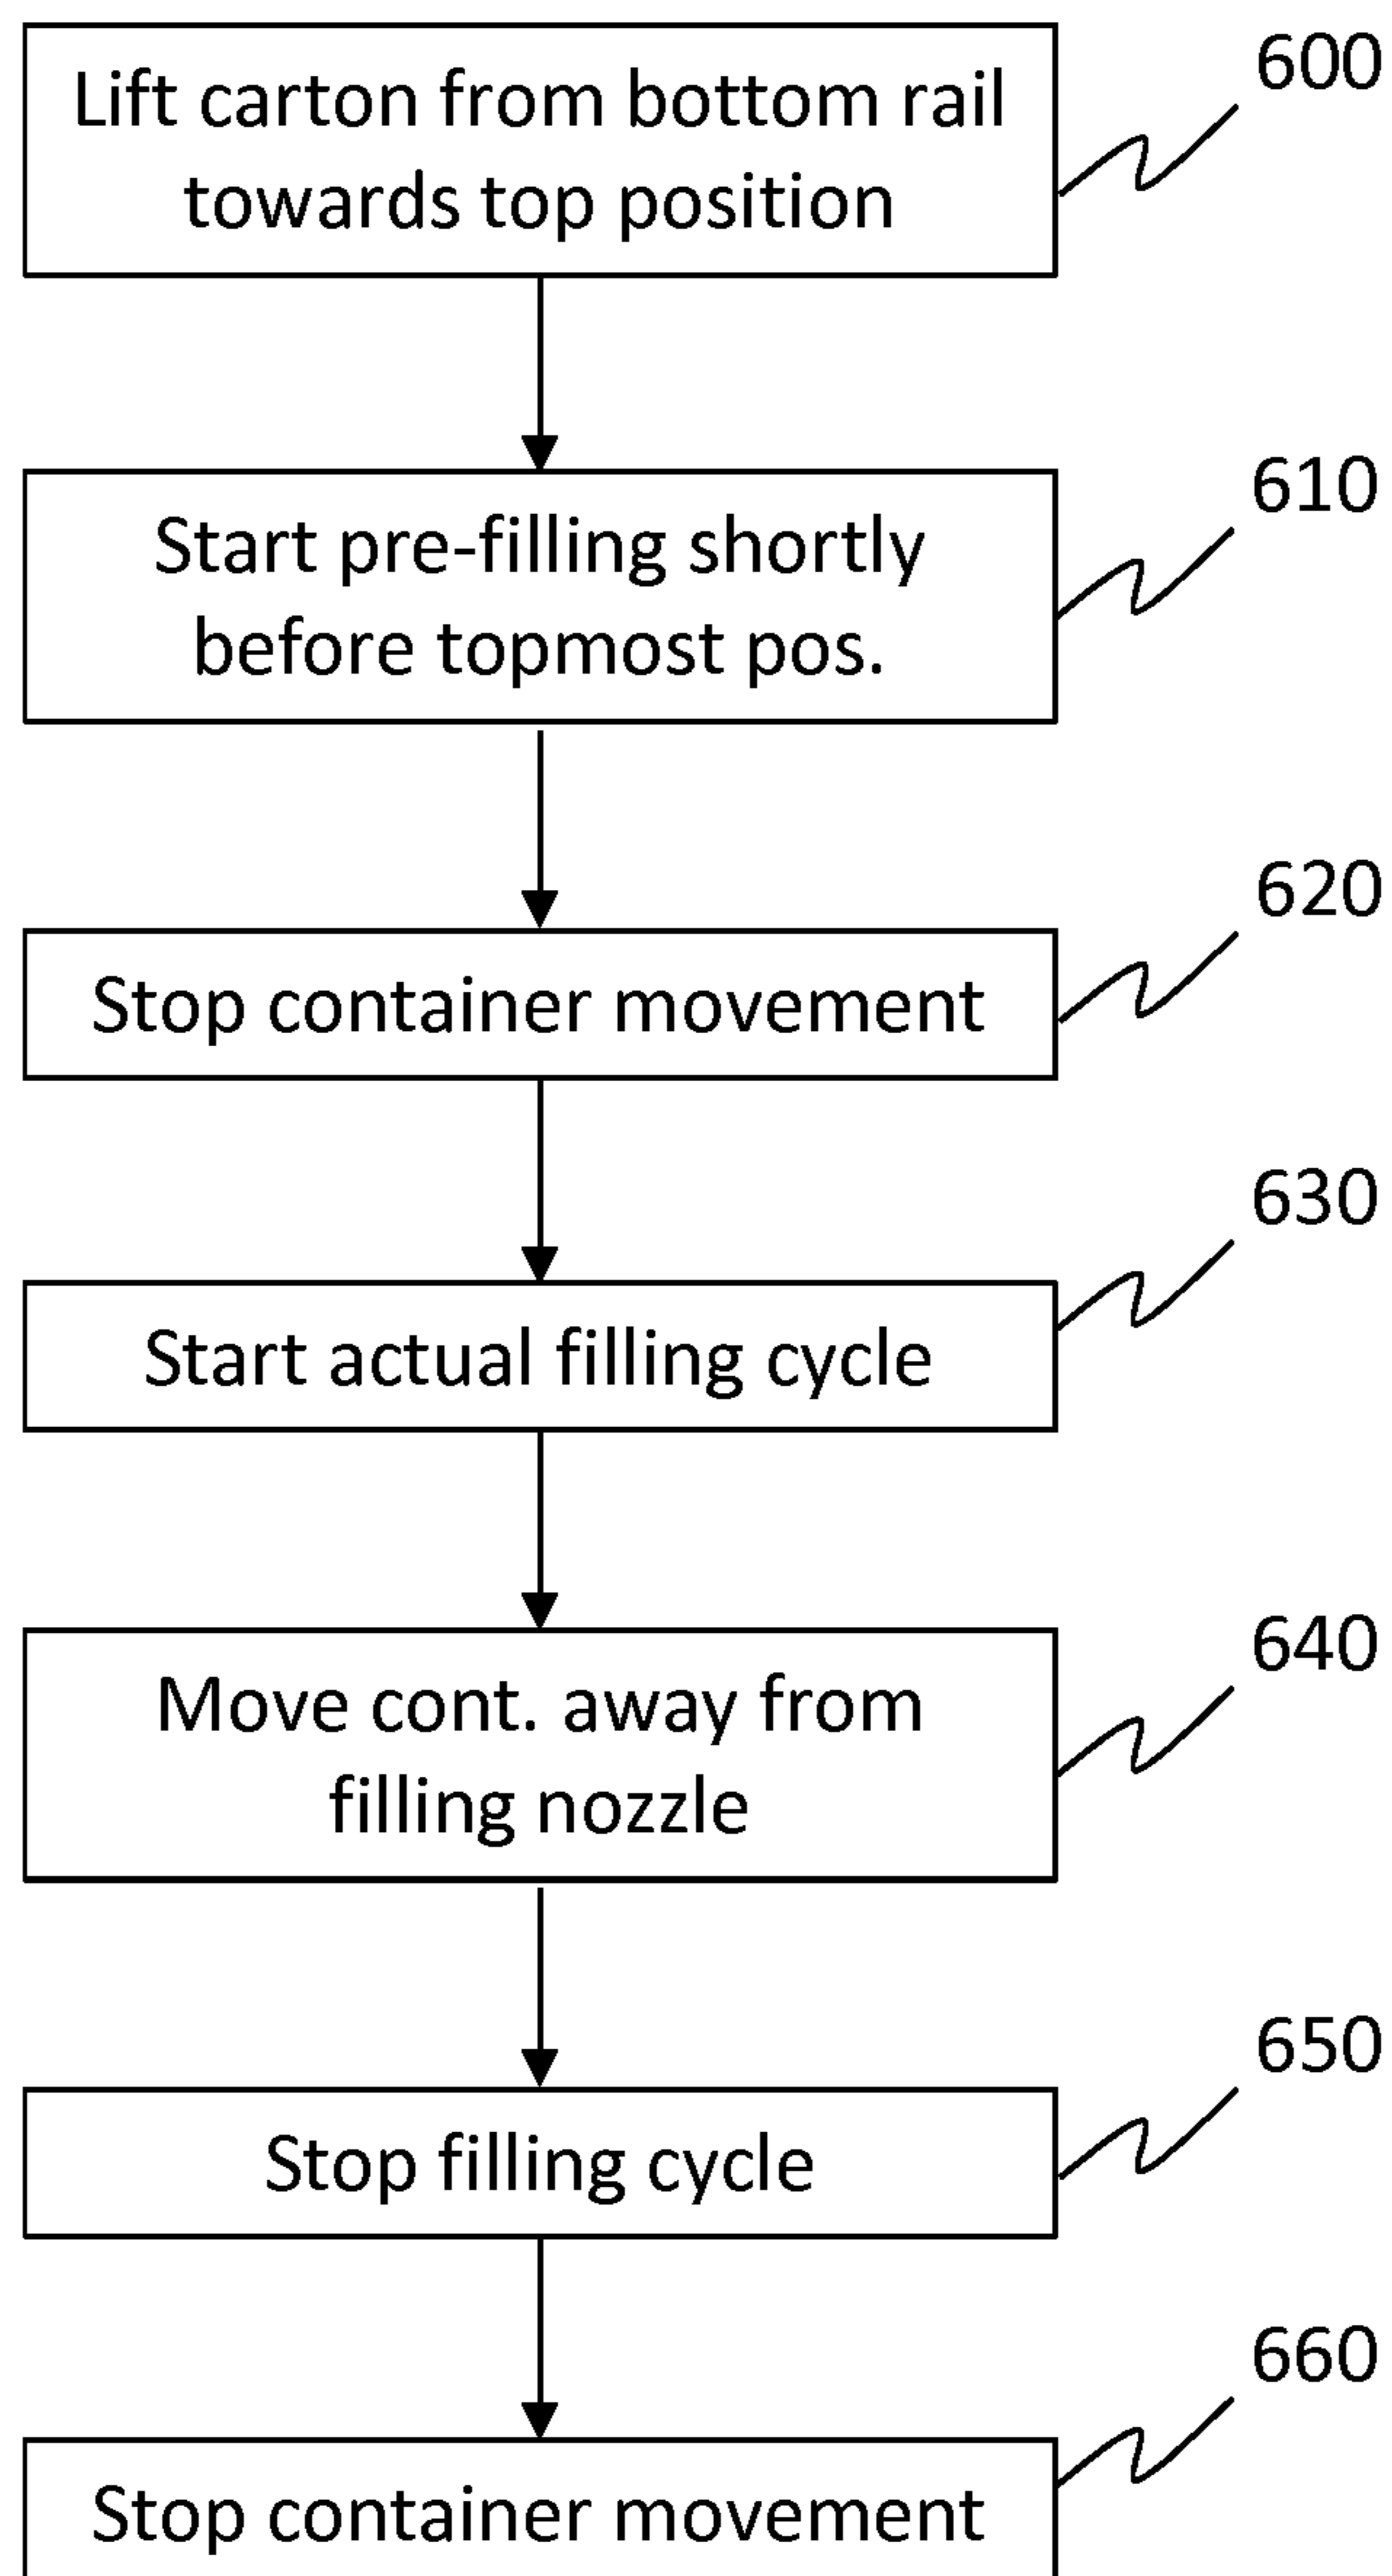 600
Lift carton from bottom rail
towards top position
610
Start pre-filling shortly
before topmost pos.
620
Stop container movement
630
Start actual filling cycle
640
Move cont. away from
filling nozzle
650
Stop filling cycle
660
Stop container movement